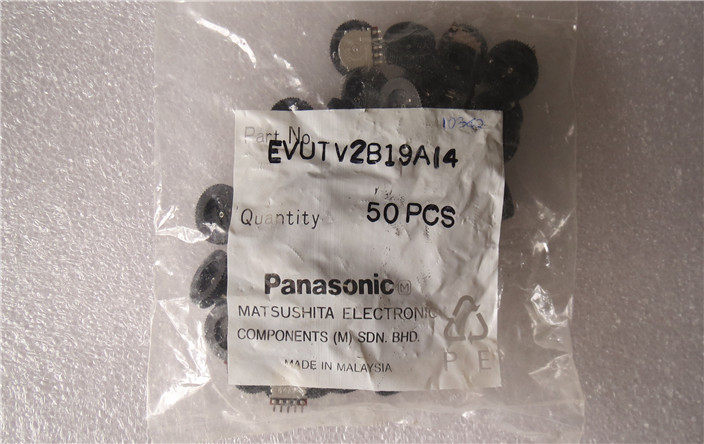 Part No.
EVUTV2B19A14
Quantity
50 PCS
Panasonic M
MATSUSHITA ELECTRONIC
COMPONENTS (M) SDN. BHD.
MADE IN MALAYSIA
PE